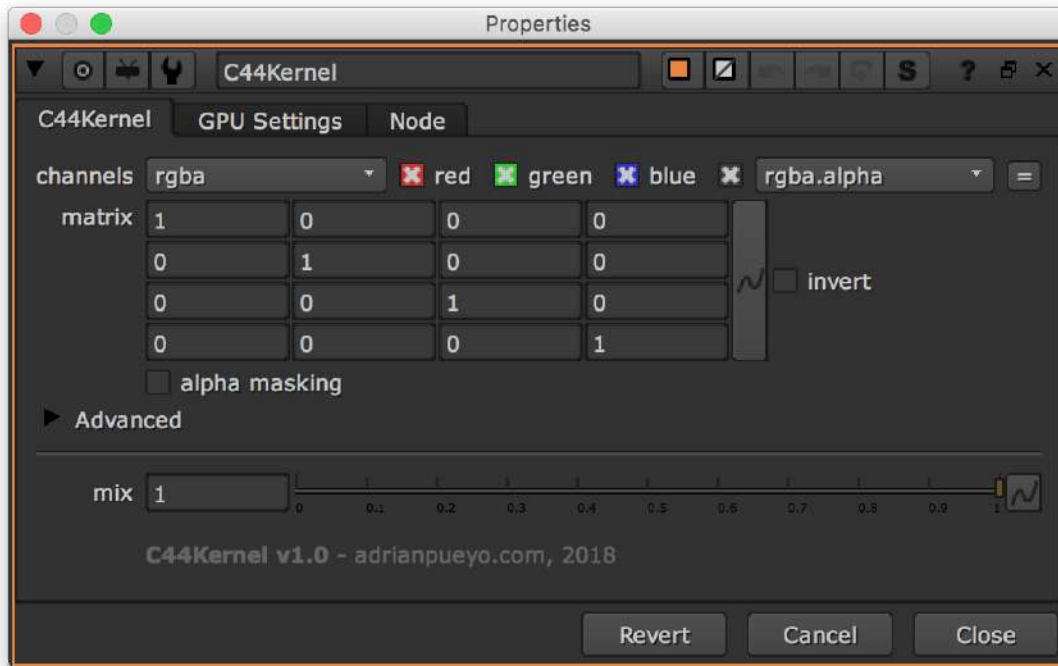 Properties
C44Kernel S ? ×
C44Kernel GPU Settings Node
channels rgba red green blue rgba.alpha =
matrix 1 0 0 0
0 1 0 0
invert
0 0 1 0
0 0 0 1
alpha masking
Advanced
mix 1
0 0.1 0.2 0.3 0.4 0.5 0.6 0.7 0.8 0.9 1
C44Kernel v1.0 - adrianpueyo.com, 2018
Revert Cancel Close